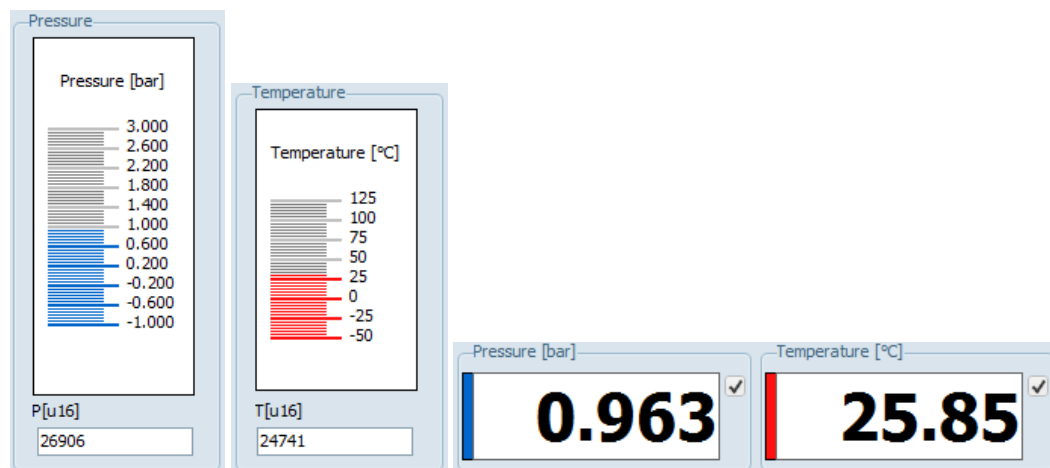 Pressure
Pressure [bar]
3.000
2.600
2.200
1.800
1.400
1.000
0.600
0.200
-0.200
-0.600
-1.000
P[u16]
26906
Temperature
Temperature [°C]
125
100
75
50
25
0
-25
-50
T[u16]
24741
Pressure [bar]
0.963
Temperature [°C]
25.85